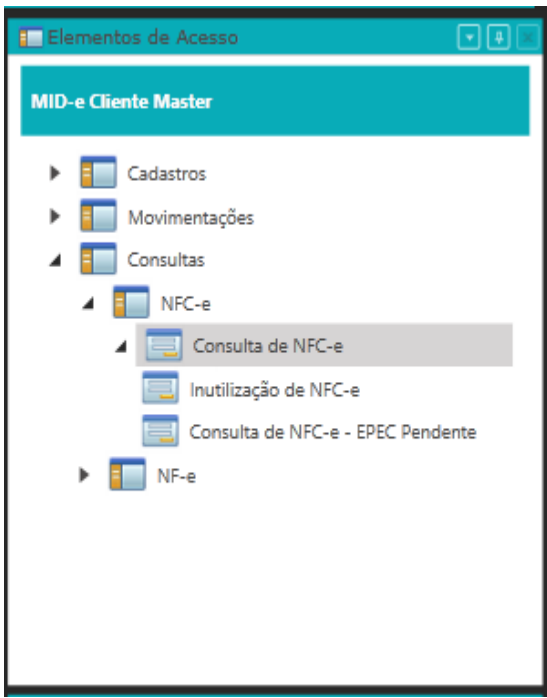 Elementos de Acesso
MID-e Cliente Master
Cadastros
Movimentações
Consultas
NFC-e
Consulta de NFC-e
Inutilização de NFC-e
Consulta de NFC-e - EPEC Pendente
NF-e